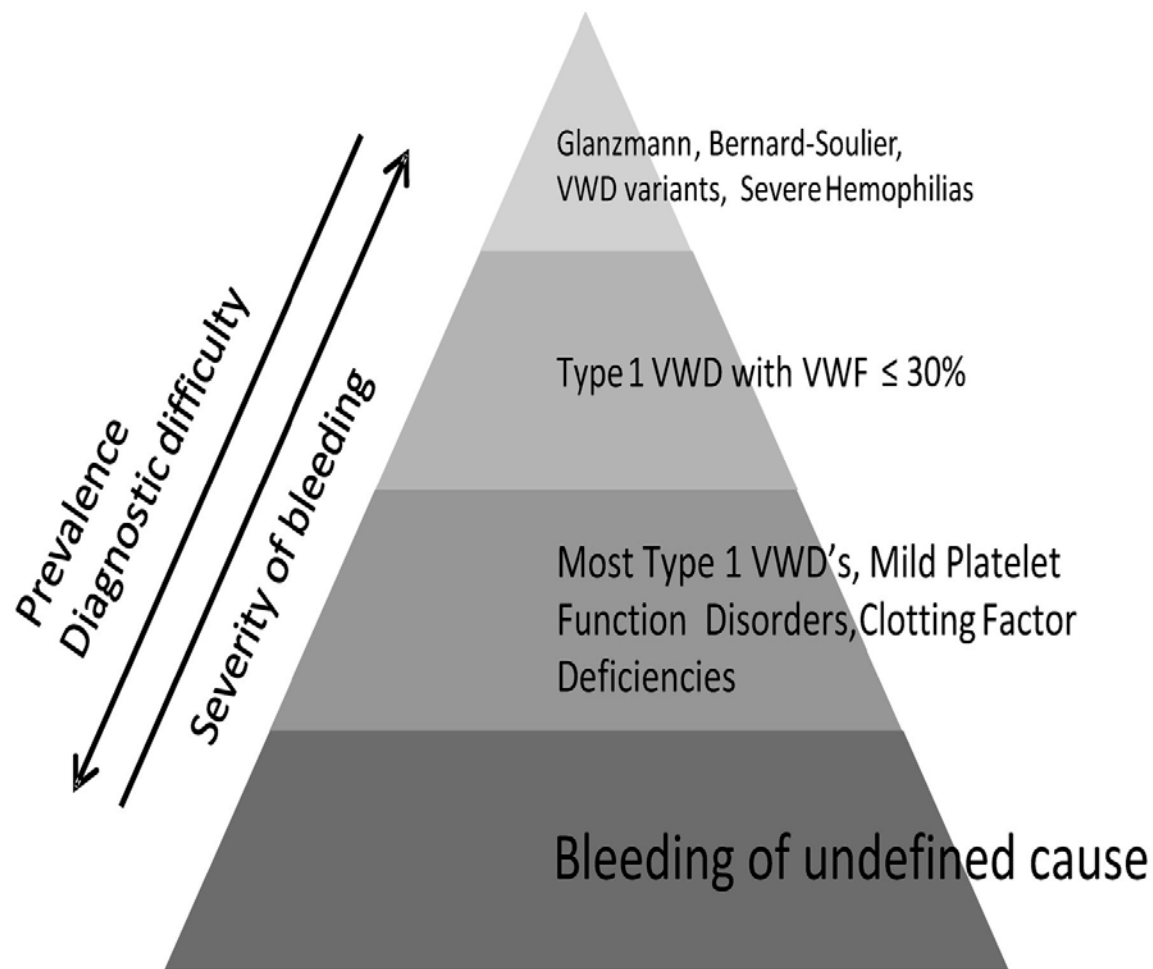 Glanzmann, Bernard-Soulier,
VWD variants, Severe Hemophilias
Type 1 VWD with VWF ≤ 30%
Most Type 1 VWD's, Mild Platelet
Function Disorders, Clotting Factor
Deficiencies
Bleeding of undefined cause
Prevalence
Diagnostic difficulty
Severity of bleeding